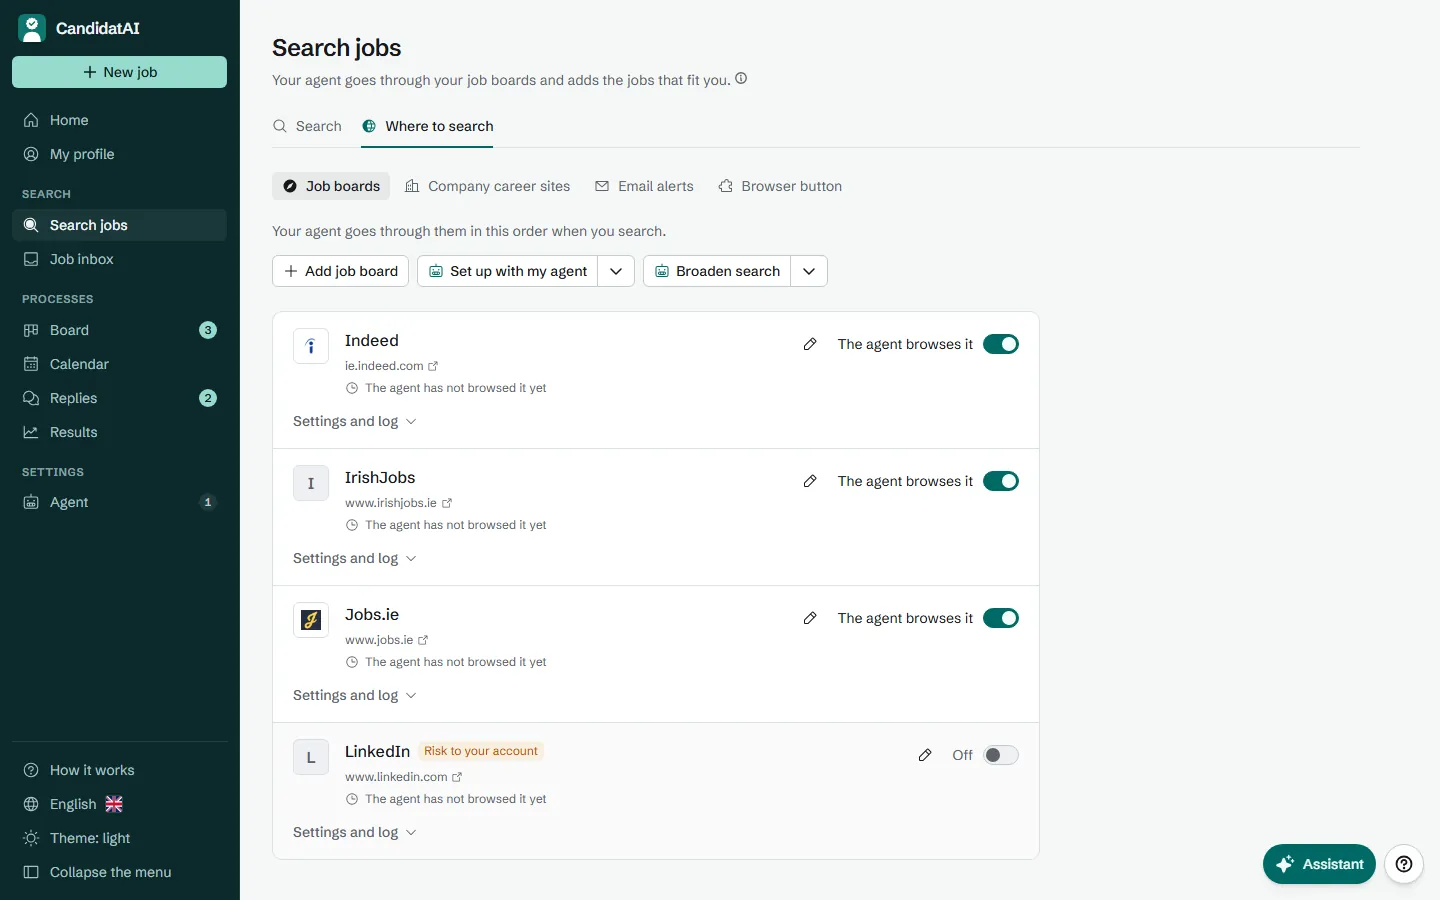 CandidatAI
New job
Home
My profile
SEARCH
Search jobs
Job inbox
PROCESSES
Board 3
Calendar
Replies 2
Results
SETTINGS
Agent 1
How it works
English
Theme: light
Collapse the menu
Search jobs
Your agent goes through your job boards and adds the jobs that fit you.
Search Where to search
Job boards Company career sites Email alerts Browser button
Your agent goes through them in this order when you search.
Add job board Set up with my agent Broaden search
Indeed
ie.indeed.com
The agent has not browsed it yet
The agent browses it
Settings and log
I
IrishJobs
www.irishjobs.ie
The agent has not browsed it yet
The agent browses it
Settings and log
Jobs.ie
www.jobs.ie
The agent has not browsed it yet
The agent browses it
Settings and log
L
LinkedIn Risk to your account
www.linkedin.com
The agent has not browsed it yet
Off
Settings and log
Assistant